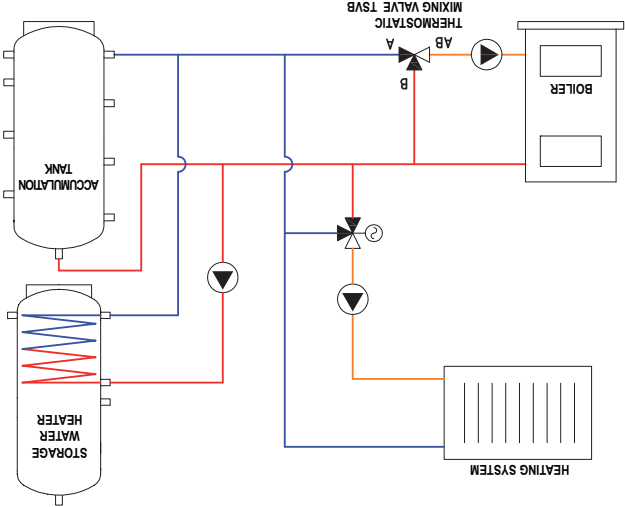 HEATING SYSTEM
STORAGE
WATER
HEATER
ACCUMULATION
TANK
BOILER
B
AB
A
THERMOSTATIC
MIXING VALVE TSVB